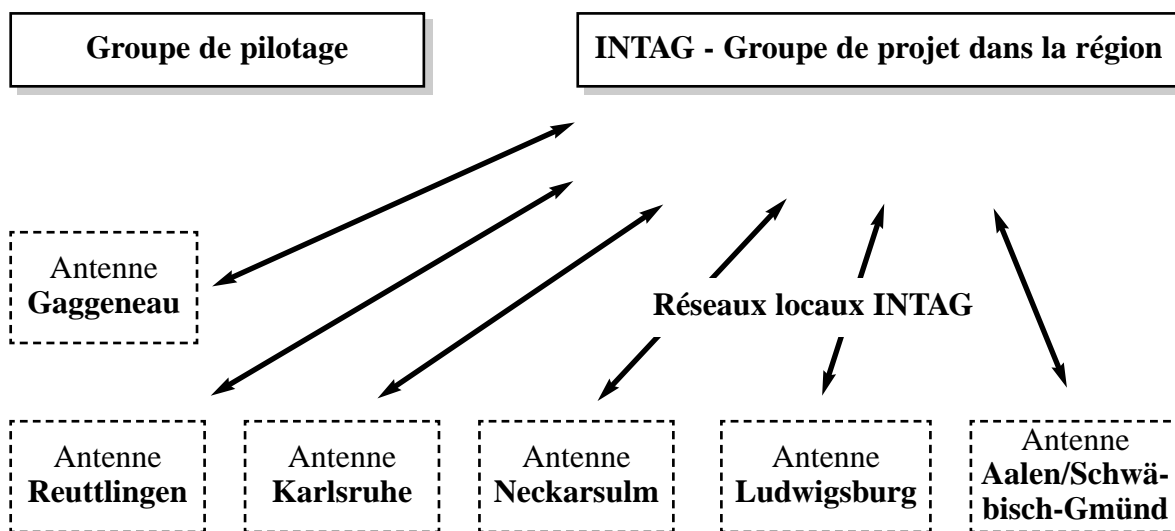 Groupe de pilotage
INTAG - Groupe de projet dans la région
Antenne
Gaggeneau
Réseaux locaux INTAG
Antenne
Reuttlingen
Antenne
Karlsruhe
Antenne
Neckarsulm
Antenne
Ludwigsburg
Antenne
Aalen/Schwä-
bisch-Gmünd